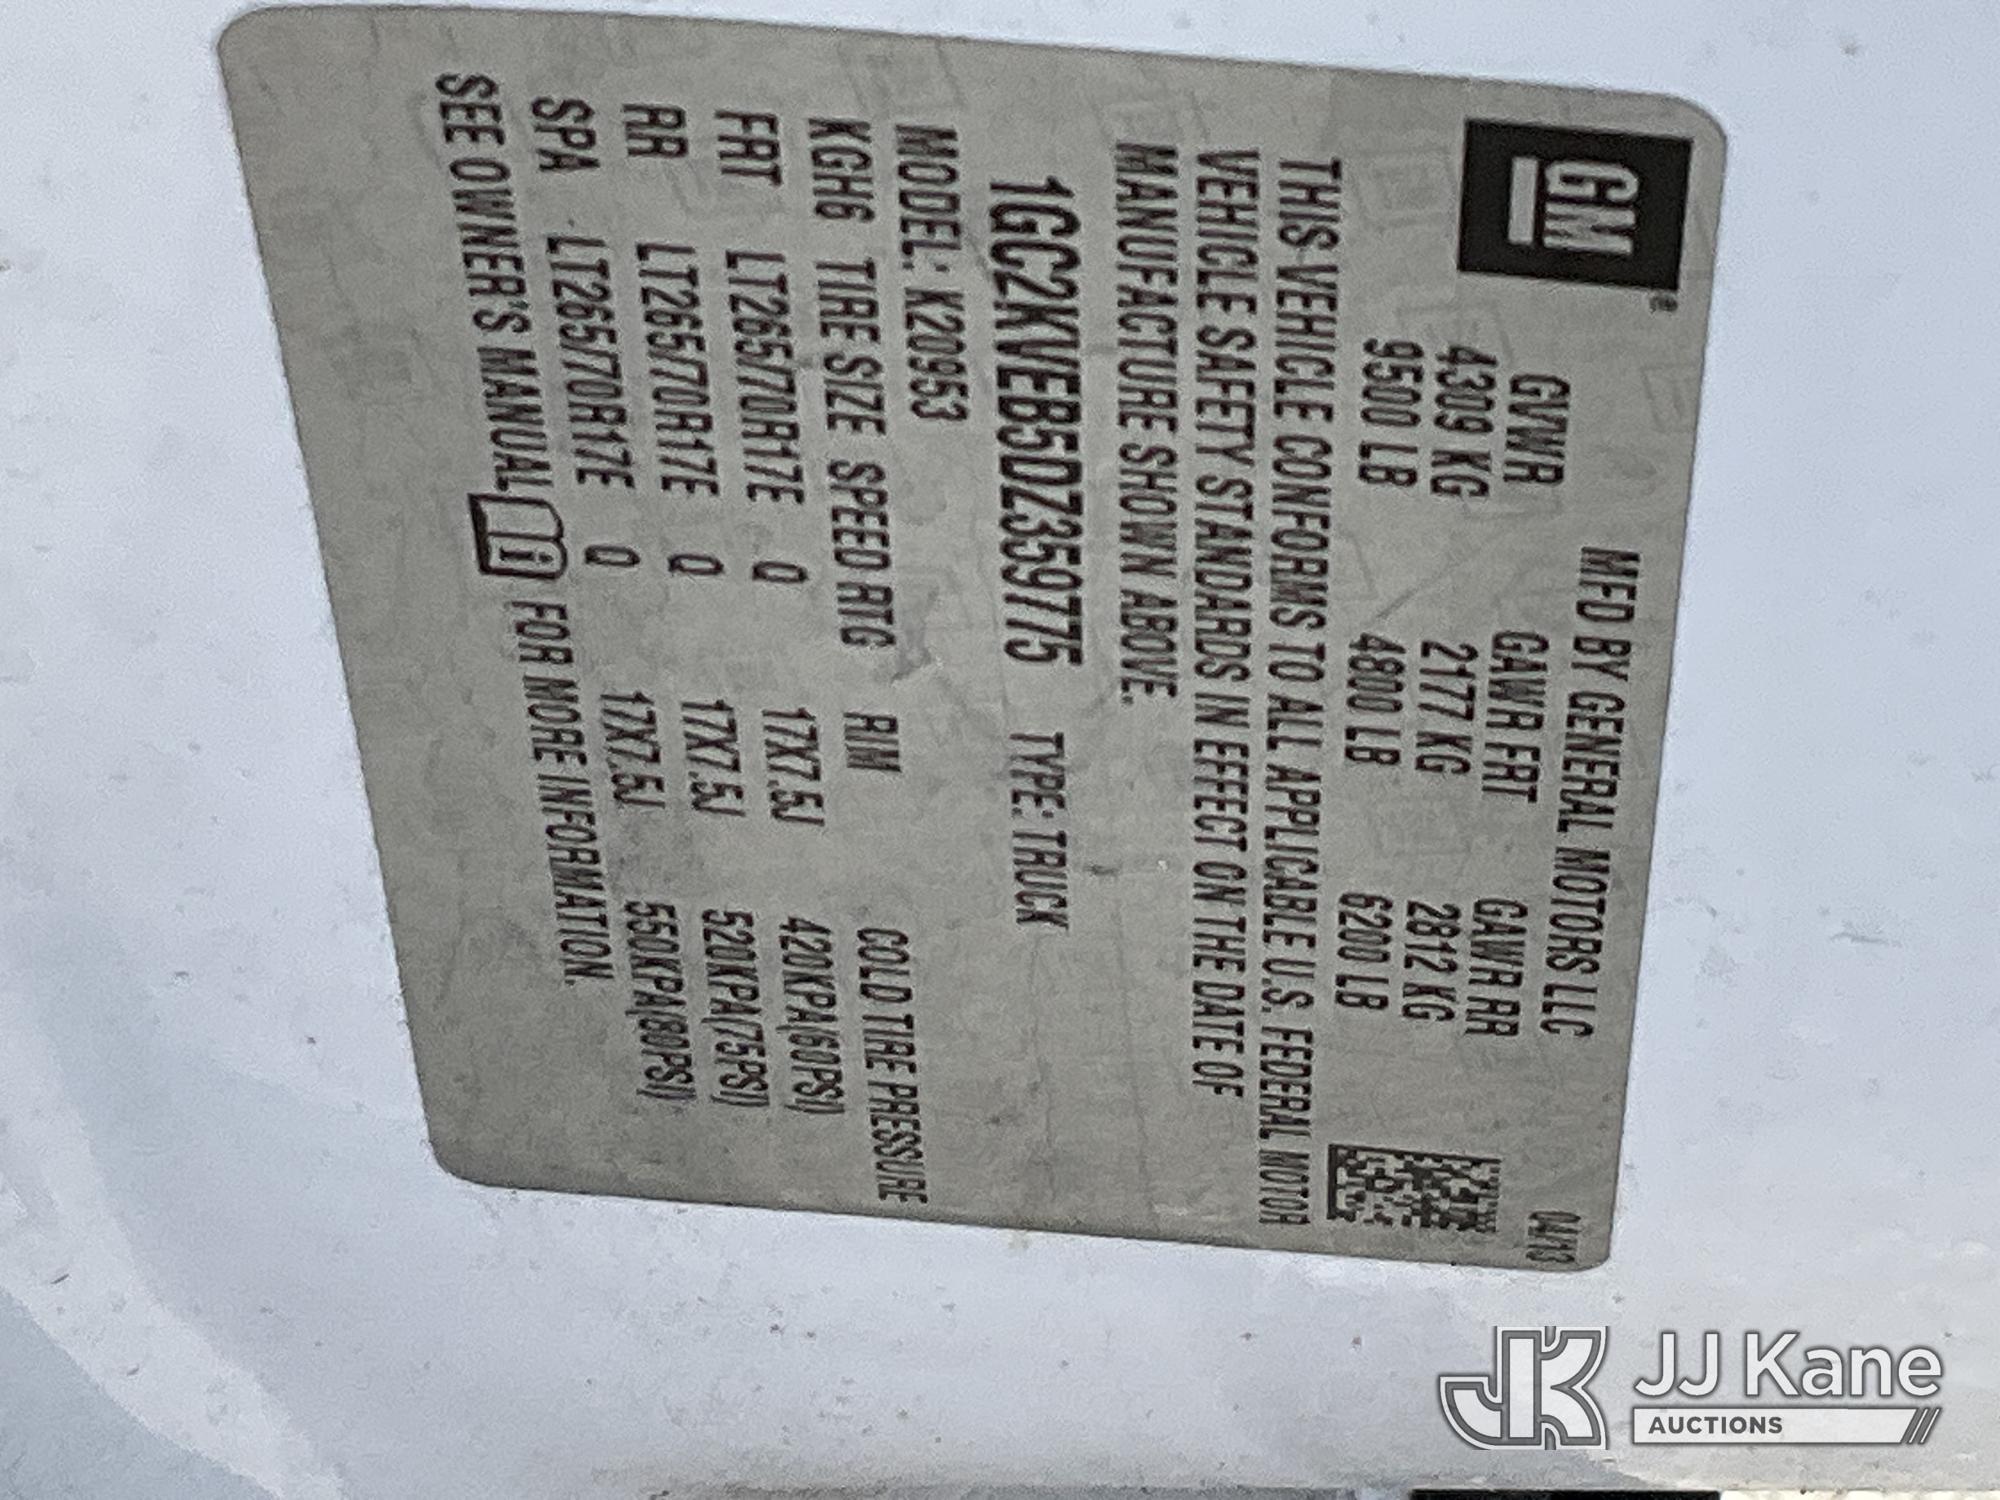 GM
MFD BY GENERAL MOTORS LLC 04/13
GVWR GAWR FRT GAWR RR
4309 KG 2177 KG 2812 KG
9500 LB 4800 LB 6200 LB
THIS VEHICLE CONFORMS TO ALL APPLICABLE U.S. FEDERAL MOTOR
VEHICLE SAFETY STANDARDS IN EFFECT ON THE DATE OF
MANUFACTURE SHOWN ABOVE.
1GC2KVEB5DZ359775 TYPE: TRUCK
MODEL: K20953
KGH6 TIRE SIZE SPEED RTG RIM COLD TIRE PRESSURE
FRT LT265/70R17E Q 17X7.5J 420KPA(60PSI)
RR LT265/70R17E Q 17X7.5J 520KPA(75PSI)
SPA LT265/70R17E Q 17X7.5J 550KPA(80PSI)
SEE OWNER'S MANUAL FOR MORE INFORMATION.
JK JJ Kane
AUCTIONS